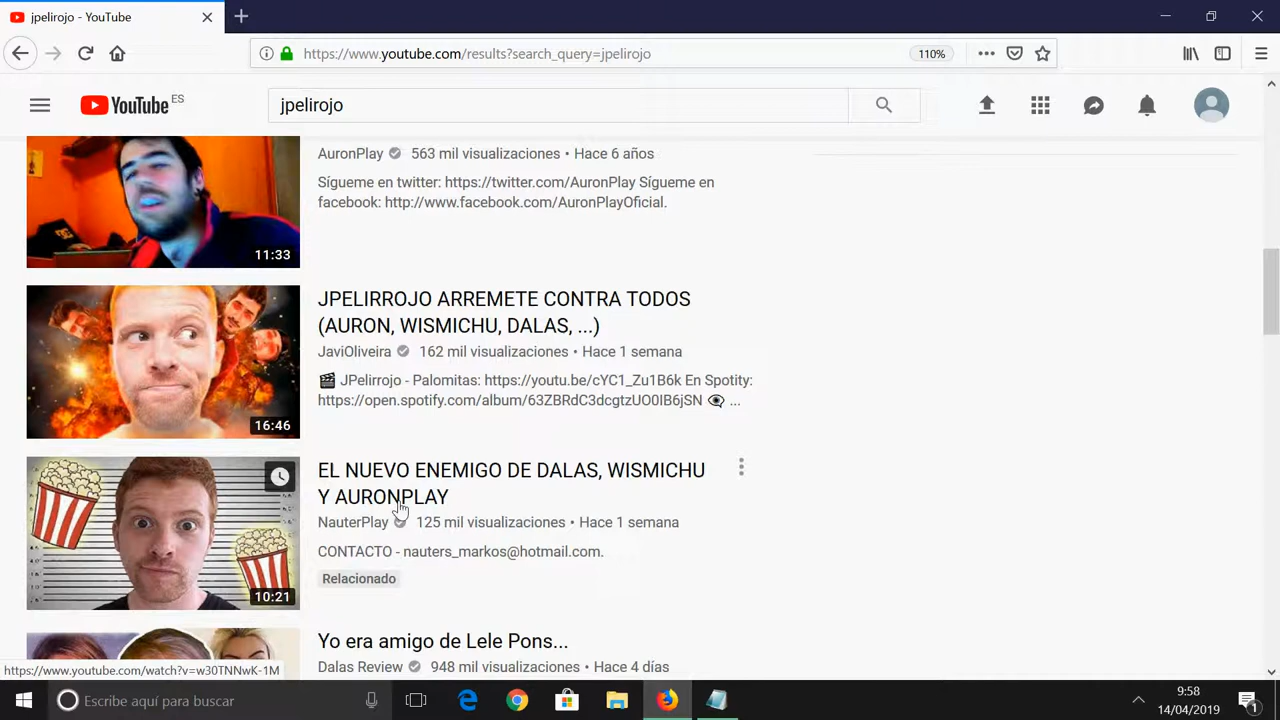 jpelirojo - YouTube
https://www.youtube.com/results?search_query=jpelirojo
110%
YouTube ES
jpelirojo
AuronPlay 563 mil visualizaciones • Hace 6 años
Sígueme en twitter: https://twitter.com/AuronPlay Sígueme en
facebook: http://www.facebook.com/AuronPlayOficial.
11:33
JPELIRROJO ARREMETE CONTRA TODOS
(AURON, WISMICHU, DALAS, ...)
JaviOliveira 162 mil visualizaciones • Hace 1 semana
JPelirrojo - Palomitas: https://youtu.be/cYC1_Zu1B6k En Spotity:
https://open.spotify.com/album/63ZBRdC3dcgtzUO0IB6jSN ...
16:46
EL NUEVO ENEMIGO DE DALAS, WISMICHU
Y AURONPLAY
NauterPlay 125 mil visualizaciones • Hace 1 semana
CONTACTO - nauters_markos@hotmail.com.
Relacionado
10:21
Yo era amigo de Lele Pons...
Dalas Review 948 mil visualizaciones • Hace 4 días
https://www.youtube.com/watch?v=w30TNNwK-1M
Escribe aquí para buscar
9:58
14/04/2019
1